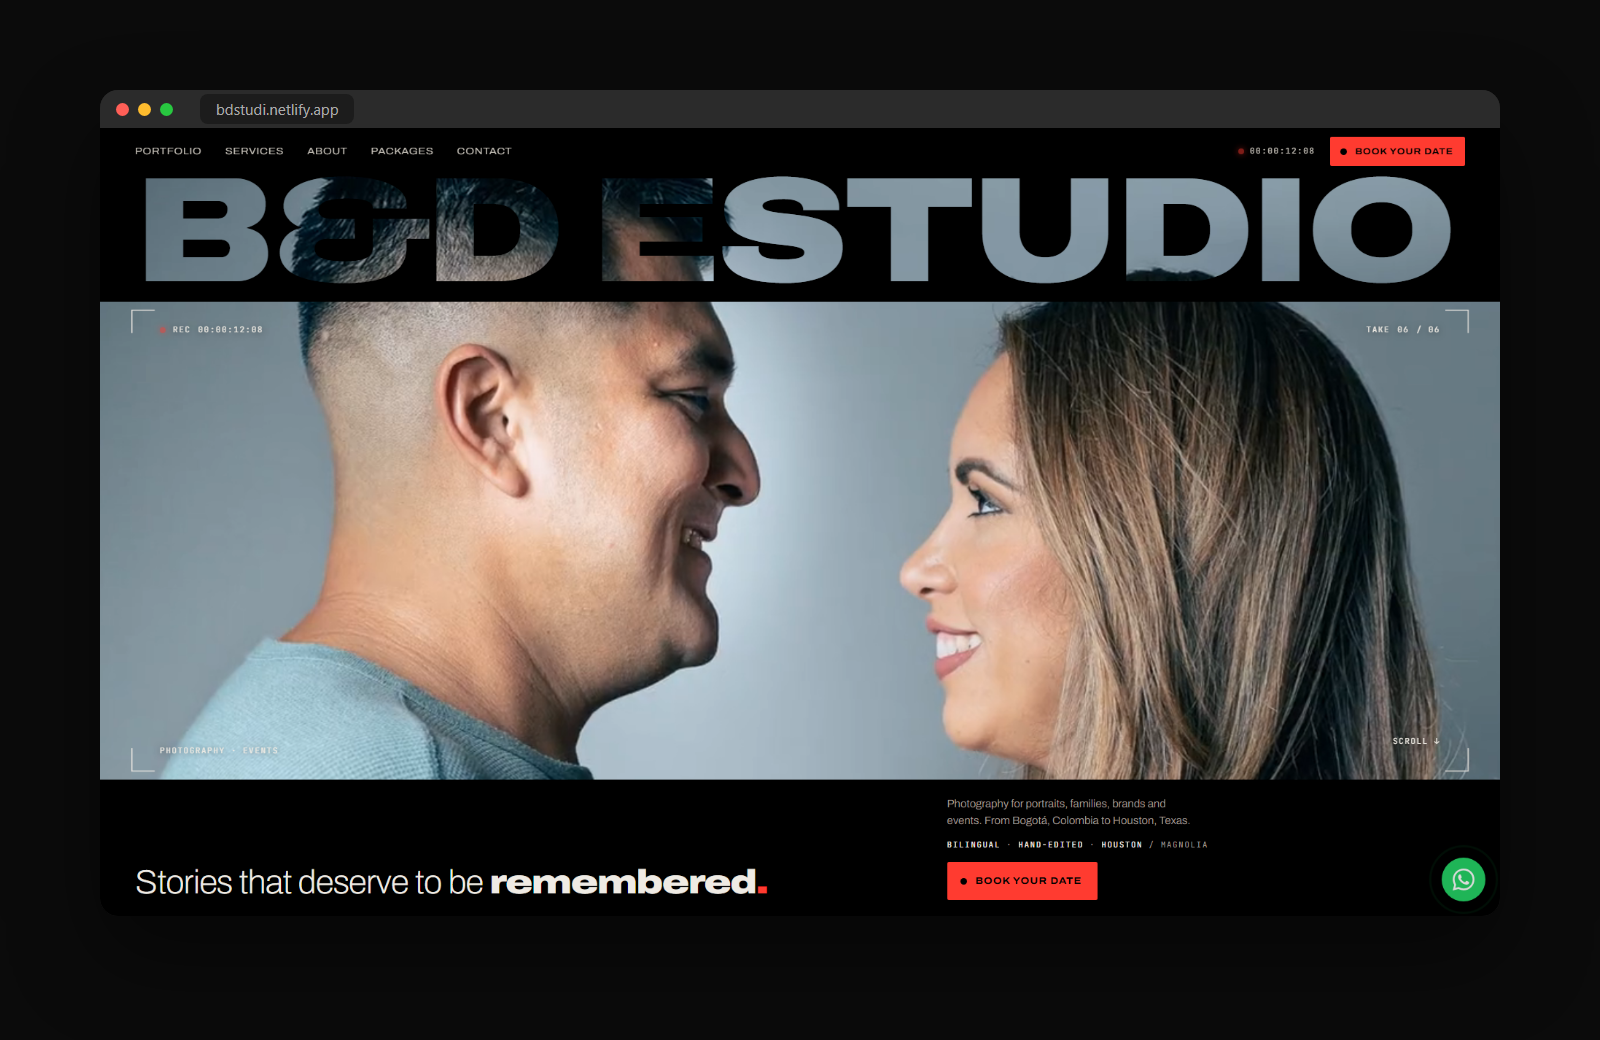 bdstudi.netlify.app
PORTFOLIO SERVICES ABOUT PACKAGES CONTACT
00:00:12:08
BOOK YOUR DATE
B&D ESTUDIO
REC 00:00:12:08
TAKE 06 / 06
PHOTOGRAPHY · EVENTS
SCROLL ↓
Photography for portraits, families, brands and
events. From Bogotá, Colombia to Houston, Texas.
BILINGUAL · HAND-EDITED · HOUSTON / MAGNOLIA
Stories that deserve to be remembered.
BOOK YOUR DATE